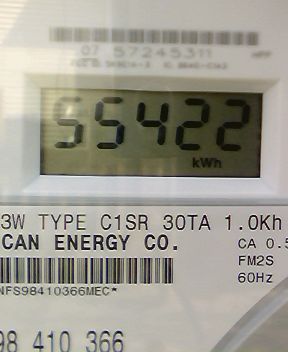 07 57245311
55422
kWh
3W TYPE C1SR 30TA 1.0Kh
CAN ENERGY CO.
CA 0.5
FM2S
60Hz
NFS98410366MEC*
98 410 366